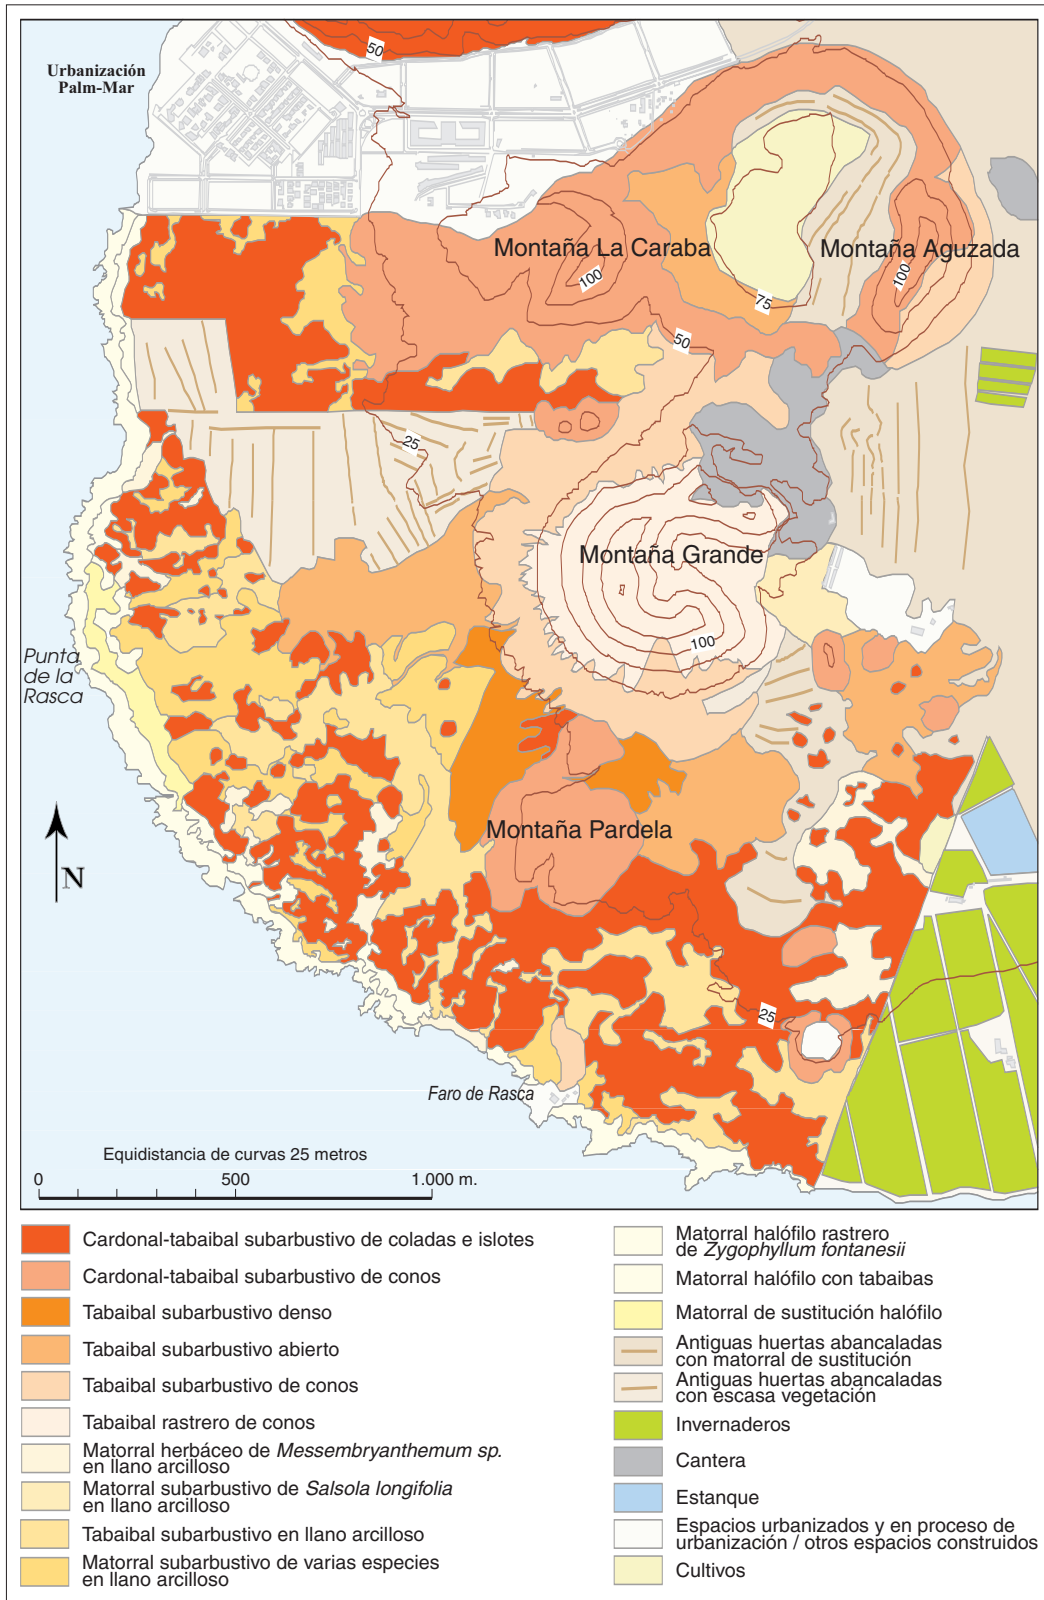 50
Urbanización
Palm-Mar
Montaña La Caraba
Montaña Aguzada
100
100
75
50
25
Montaña Grande
100
Punta
de la
Rasca
Montaña Pardela
N
25
Faro de Rasca
Equidistancia de curvas 25 metros
0 500 1.000 m.
Cardonal-tabaibal subarbustivo de coladas e islotes
Cardonal-tabaibal subarbustivo de conos
Tabaibal subarbustivo denso
Tabaibal subarbustivo abierto
Tabaibal subarbustivo de conos
Tabaibal rastrero de conos
Matorral herbáceo de Messembryanthemum sp.
en llano arcilloso
Matorral subarbustivo de Salsola longifolia
en llano arcilloso
Tabaibal subarbustivo en llano arcilloso
Matorral subarbustivo de varias especies
en llano arcilloso
Matorral halófilo rastrero
de Zygophyllum fontanesii
Matorral halófilo con tabaibas
Matorral de sustitución halófilo
Antiguas huertas abancaladas
con matorral de sustitución
Antiguas huertas abancaladas
con escasa vegetación
Invernaderos
Cantera
Estanque
Espacios urbanizados y en proceso de
urbanización / otros espacios construidos
Cultivos